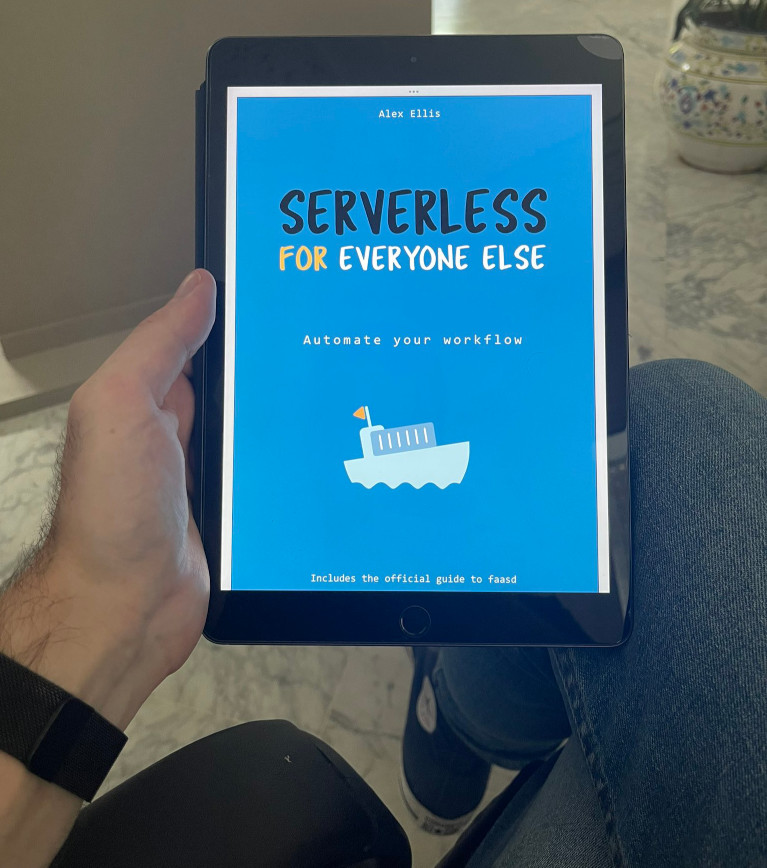 Alex Ellis
SERVERLESS
FOR EVERYONE ELSE
Automate your workflow
Includes the official guide to faasd